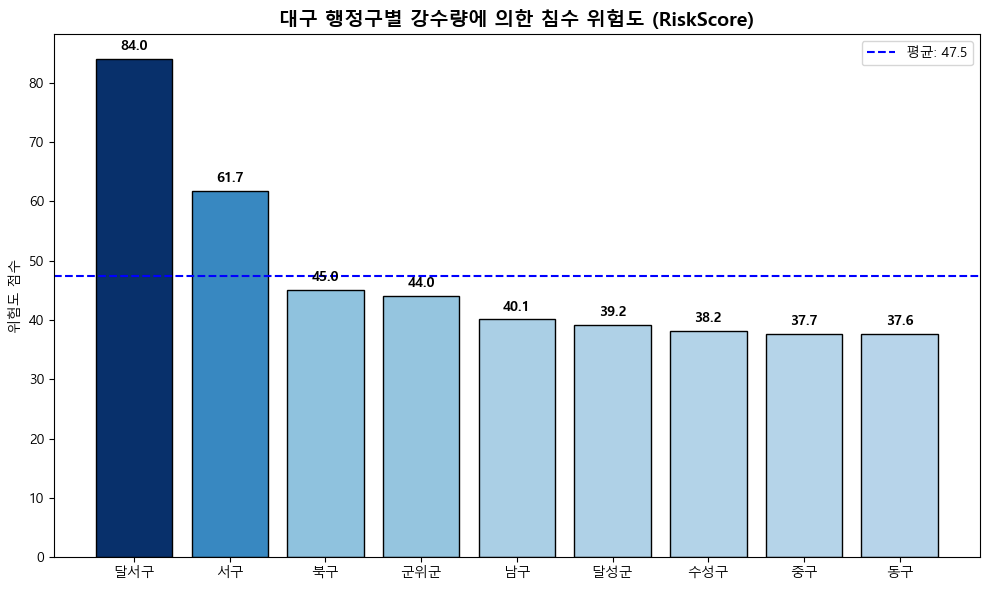 대구 행정구별 강수량에 의한 침수 위험도 (RiskScore)
평균: 47.5
위험도 점수
80
70
60
50
40
30
20
10
0
84.0
61.7
45.0
44.0
40.1
39.2
38.2
37.7
37.6
달서구
서구
북구
군위군
남구
달성군
수성구
중구
동구